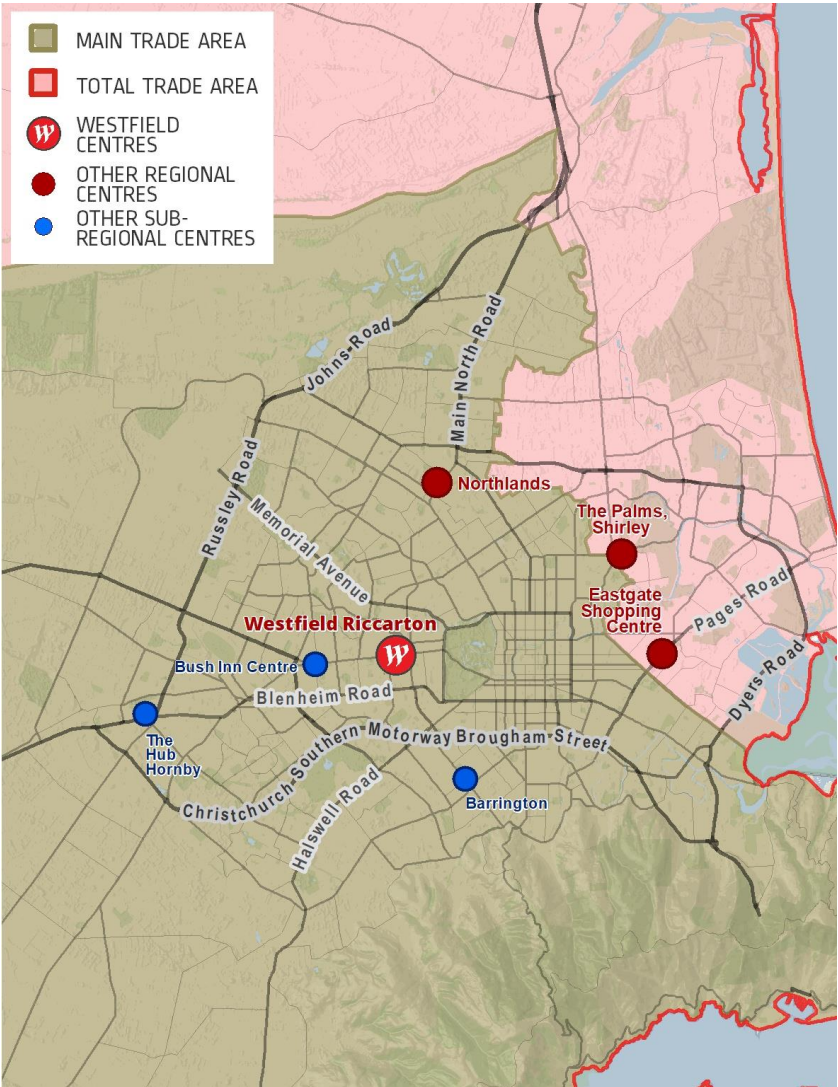 MAIN TRADE AREA
TOTAL TRADE AREA
W
WESTFIELD
CENTRES
OTHER REGIONAL
CENTRES
OTHER SUB-
REGIONAL CENTRES
Johns Road
Main North Road
Russley Road
Northlands
Memorial Avenue
The Palms,
Shirley
Eastgate
Shopping
Centre
Pages Road
Westfield Riccarton
W
Bush Inn Centre
Blenheim Road
Dyers Road
The
Hub
Hornby
Christchurch Southern Motorway
Brougham Street
Barrington
Halswell Road